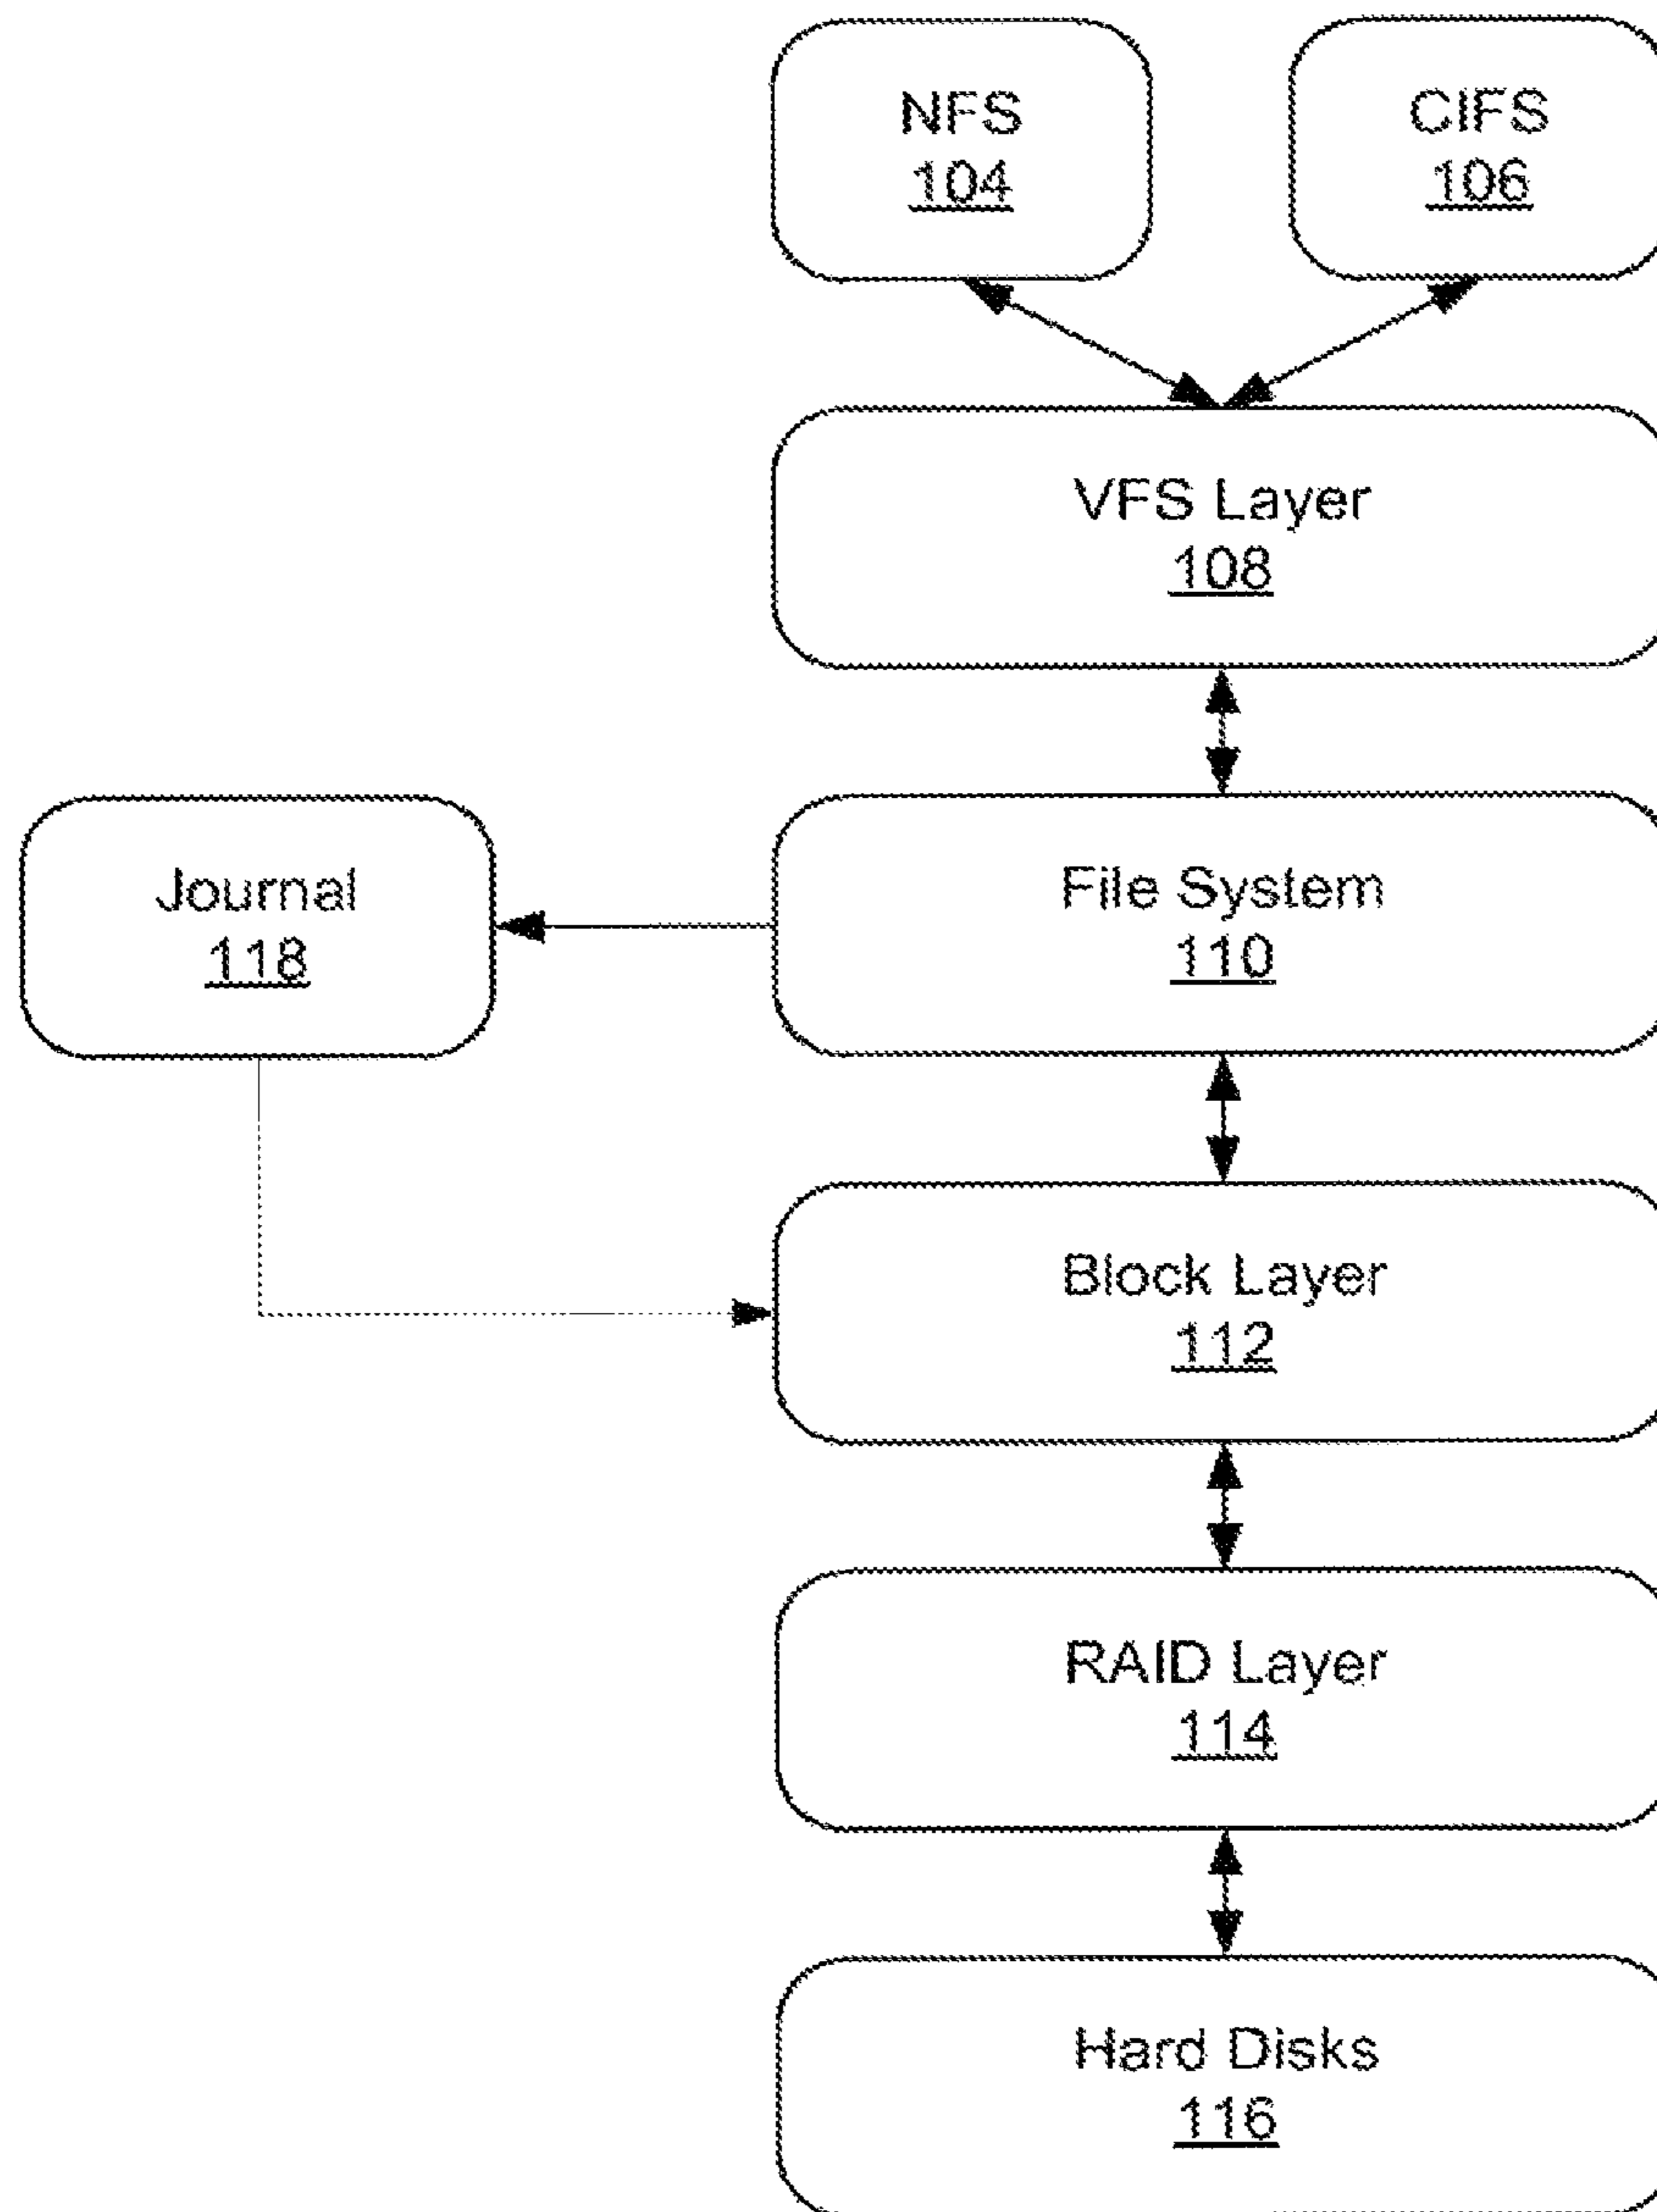 NFS
104
CIFS
106
VFS Layer
108
Journal
118
File System
110
Block Layer
112
RAID Layer
114
Hard Disks
116